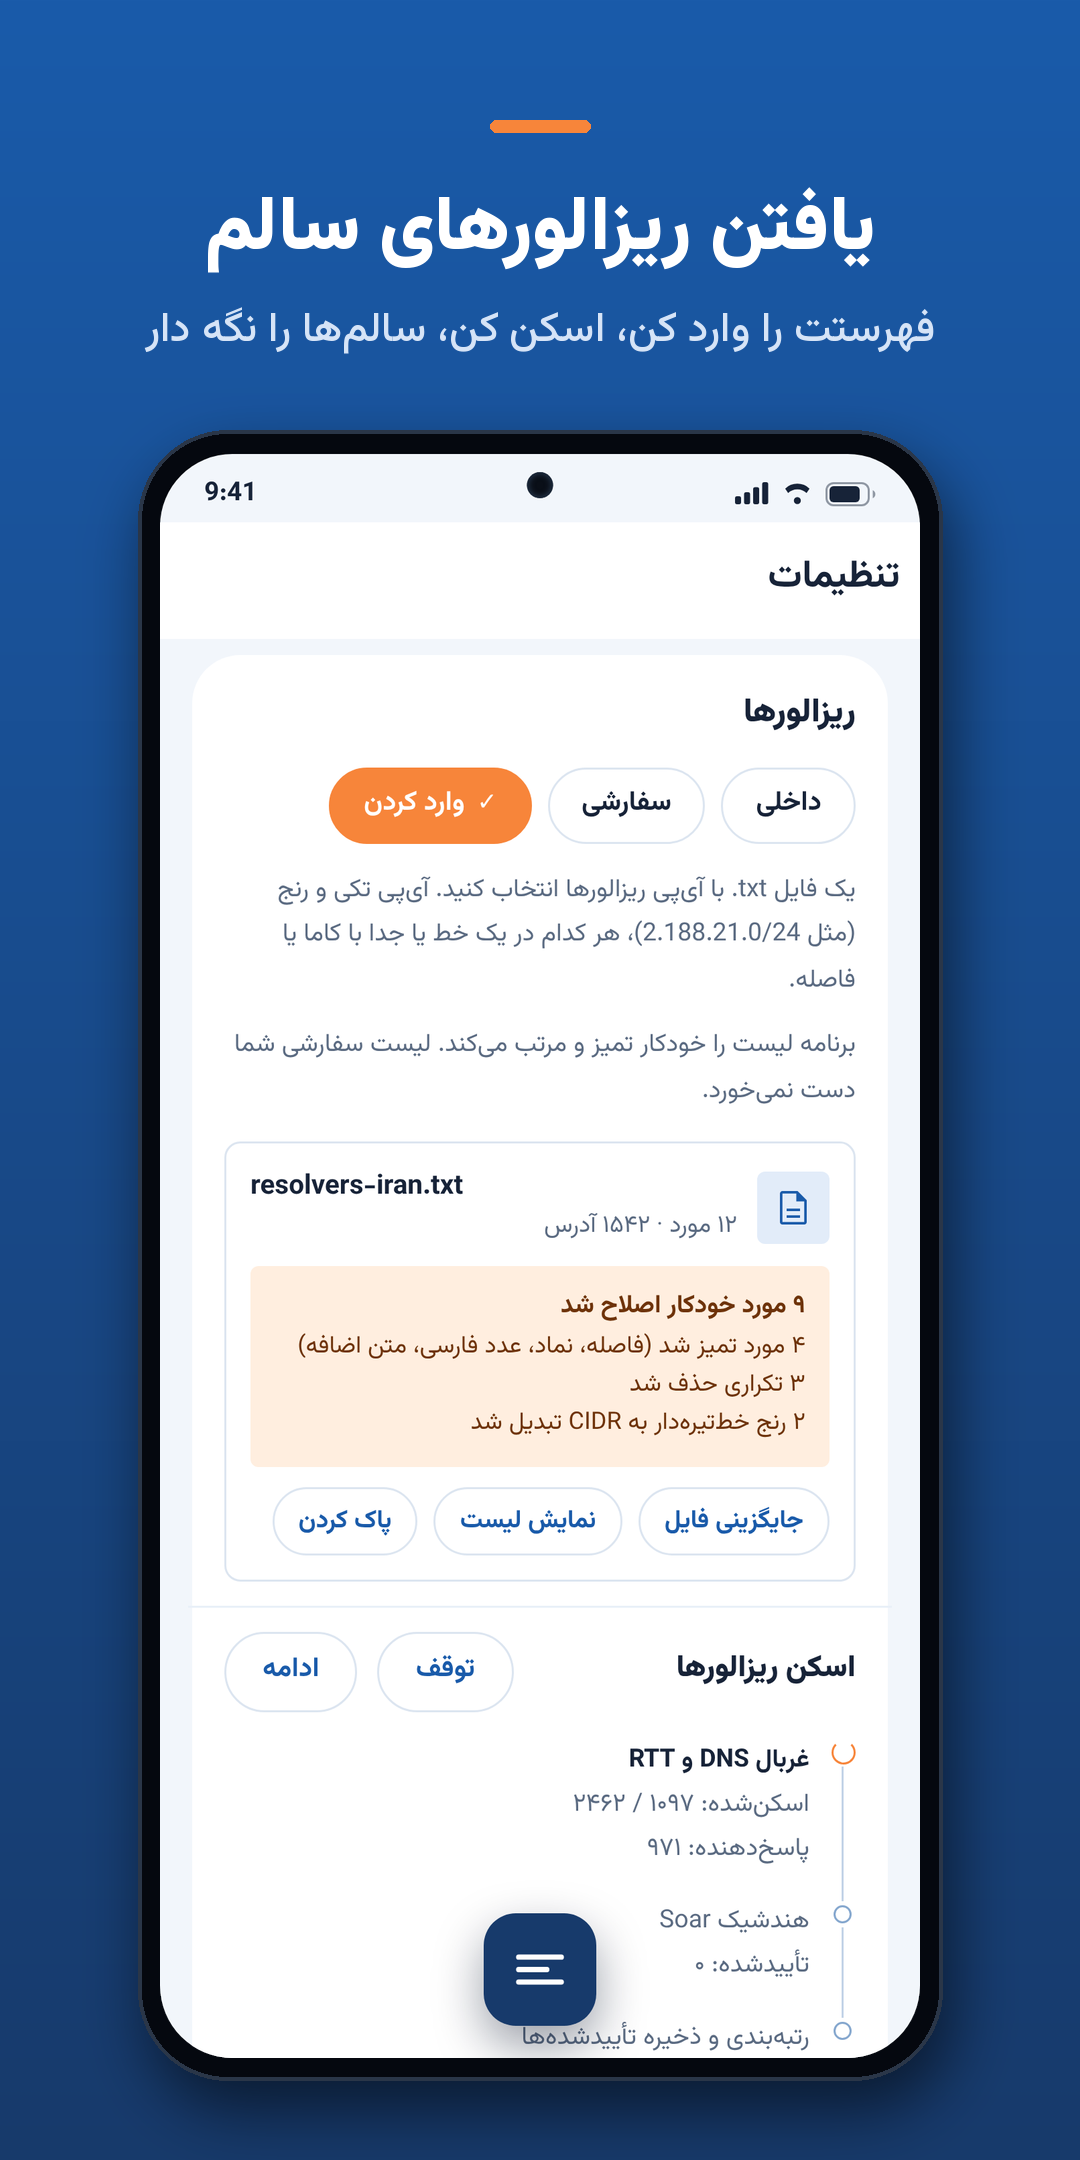 یافتن ریزالورهای سالم
فهرستت را وارد کن، اسکن کن، سالم‌ها را نگه دار
9:41
تنظیمات
ریزالورها
داخلی
سفارشی
✓ وارد کردن
یک فایل txt. با آی‌پی ریزالورها انتخاب کنید. آی‌پی تکی و رنج
(مثل 2.188.21.0/24)، هر کدام در یک خط یا جدا با کاما یا
فاصله.
برنامه لیست را خودکار تمیز و مرتب می‌کند. لیست سفارشی شما
دست نمی‌خورد.
resolvers-iran.txt
۱۲ مورد · ۱۵۴۲ آدرس
۹ مورد خودکار اصلاح شد
۴ مورد تمیز شد (فاصله، نماد، عدد فارسی، متن اضافه)
۳ تکراری حذف شد
۲ رنج خط‌تیره‌دار به CIDR تبدیل شد
جایگزینی فایل
نمایش لیست
پاک کردن
اسکن ریزالورها
توقف
ادامه
غربال DNS و RTT
اسکن‌شده: ۱۰۹۷ / ۲۴۶۲
پاسخ‌دهنده: ۹۷۱
هندشیک Soar
تأییدشده: ۰
رتبه‌بندی و ذخیره تأییدشده‌ها